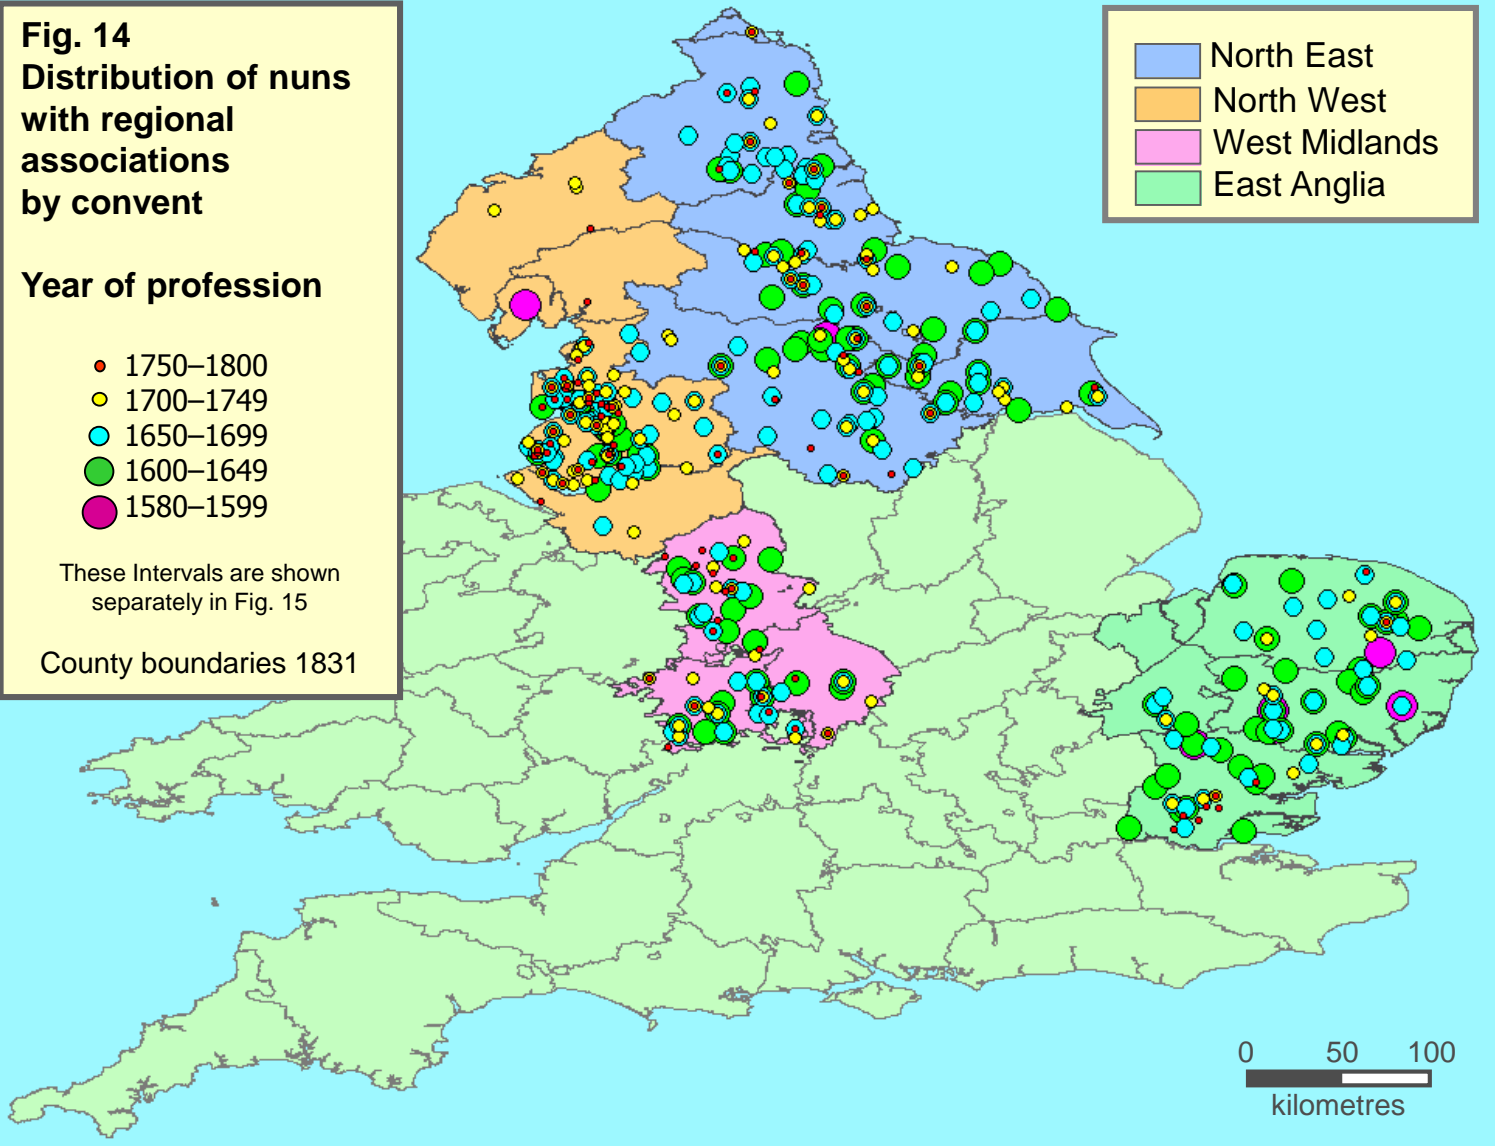 Fig. 14
Distribution of nuns
with regional
associations
by convent
Year of profession
1750–1800
1700–1749
1650–1699
1600–1649
1580–1599
These Intervals are shown
separately in Fig. 15
County boundaries 1831
North East
North West
West Midlands
East Anglia
0 50 100
kilometres